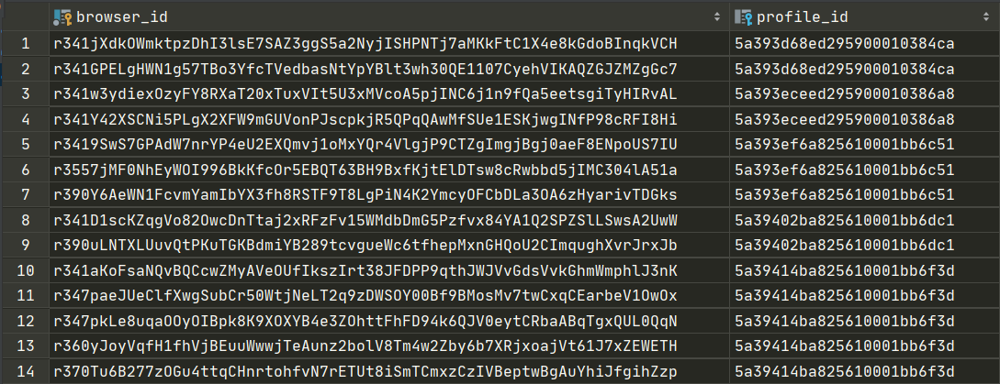 browser_id profile_id
1 r341jXdkOWmktpzDhI3lsE7SAZ3ggS5a2NyjISHPNTj7aMKkFtC1X4e8kGdoBInqkVCH 5a393d68ed295900010384ca
2 r341GPELgHWN1g57TBo3YfcTVedbasNtYpYBlt3wh30QE1107CyehVIKAQZGJZMZgGc7 5a393d68ed295900010384ca
3 r341w3ydiexOzyFY8RXaT20xTuxVIt5U3xMVcoA5pjINC6j1n9fQa5eetsgiTyHIRvAL 5a393eceed295900010386a8
4 r341Y42XSCNi5PLgX2XFW9mGUVonPJscpkjR5QPqQAwMfSUe1ESKjwgINfP98cRFI8Hi 5a393eceed295900010386a8
5 r3419SwS7GPAdW7nrYP4eU2EXQmvj1oMxYQr4VlgjP9CTZgImgjBgj0aeF8ENpoUS7IU 5a393ef6a825610001bb6c51
6 r3557jMF0NhEyWOI996BkKfcOr5EBQT63BH9BxfKjtElDTsw8cRwbbd5jIMC304lA51a 5a393ef6a825610001bb6c51
7 r390Y6AeWN1FcvmYamIbYX3fh8RSTF9T8LgPiN4K2YmcyOFCbDLa3OA6zHyarivTDGks 5a393ef6a825610001bb6c51
8 r341D1scKZqgVo82OwcDnTtaj2xRFzFv15WMdbDmG5Pzfvx84YA1Q2SPZSlLSwsA2UwW 5a39402ba825610001bb6dc1
9 r390uLNTXLUuvQtPKuTGKBdmiYB289tcvgueWc6tfhepMxnGHQoU2CImqughXvrJrxJb 5a39402ba825610001bb6dc1
10 r341aKoFsaNQvBQCcwZMyAVeOUfIkszIrt38JFDPP9qthJWJVvGdsVvkGhmWmphlJ3nK 5a39414ba825610001bb6f3d
11 r347paeJUeClfXwgSubCr50WtjNeLT2q9zDWSOY00Bf9BMosMv7twCxqCEarbeV1OwOx 5a39414ba825610001bb6f3d
12 r347pkLe8uqaOOyOIBpk8K9XOXYB4e3ZOhttFhFD94k6QJV0eytCRbaABqTgxQUL0QqN 5a39414ba825610001bb6f3d
13 r360yJoyVqfH1fhVjBEuuWwwjTeAunz2bolV8Tm4w2Zby6b7XRjxoajVt61J7xZEWETH 5a39414ba825610001bb6f3d
14 r370Tu6B277zOGu4ttqCHnrtohfvN7rETUt8iSmTCmxzCzIVBeptwBgAuYhiJfgihZzp 5a39414ba825610001bb6f3d